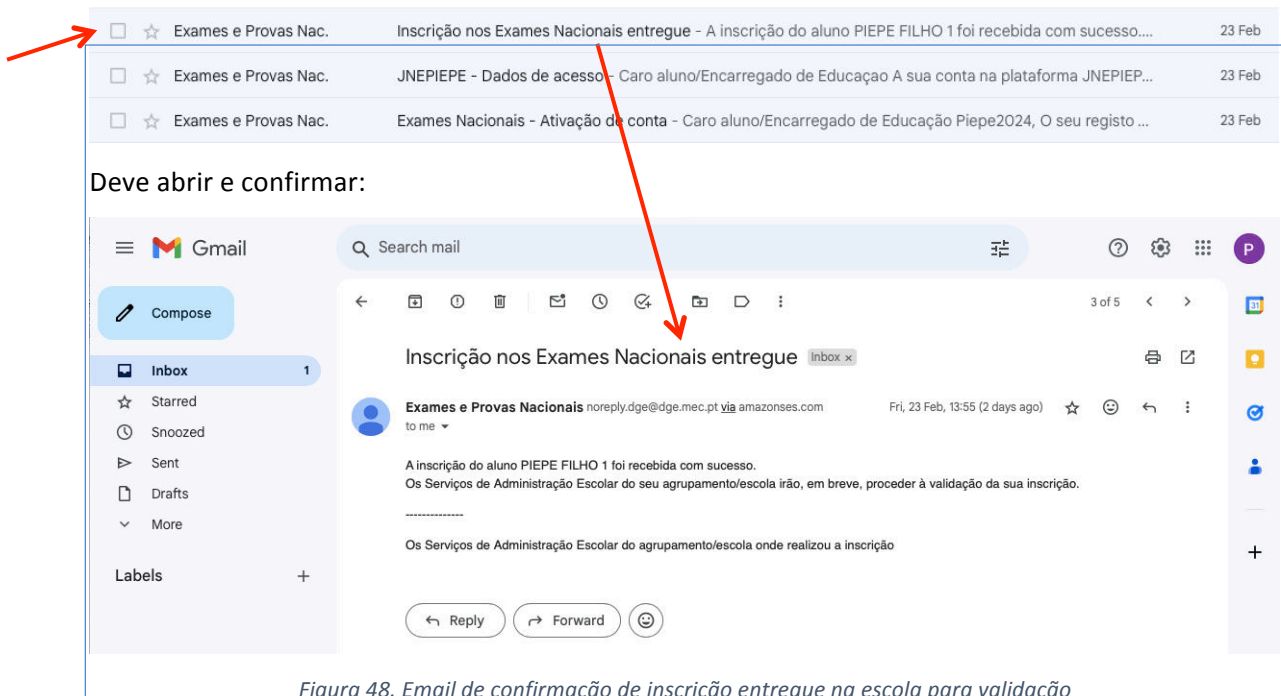 Exames e Provas Nac. Inscrição nos Exames Nacionais entregue - A inscrição do aluno PIEPE FILHO 1 foi recebida com sucesso.... 23 Feb
Exames e Provas Nac. JNEPIEPE - Dados de acesso - Caro aluno/Encarregado de Educaçao A sua conta na plataforma JNEPIEP... 23 Feb
Exames e Provas Nac. Exames Nacionais - Ativação de conta - Caro aluno/Encarregado de Educação Piepe2024, O seu registo ... 23 Feb
Deve abrir e confirmar:
Gmail
Search mail
P
Compose
3 of 5
31
Inscrição nos Exames Nacionais entregue Inbox ×
Inbox 1
Starred
Snoozed
Sent
Drafts
More
Labels +
Exames e Provas Nacionais noreply.dge@dge.mec.pt via amazonses.com Fri, 23 Feb, 13:55 (2 days ago)
to me
A inscrição do aluno PIEPE FILHO 1 foi recebida com sucesso.
Os Serviços de Administração Escolar do seu agrupamento/escola irão, em breve, proceder à validação da sua inscrição.
--------------
Os Serviços de Administração Escolar do agrupamento/escola onde realizou a inscrição
Reply
Forward
Figura 48. Email de confirmação de inscrição entregue na escola para validação